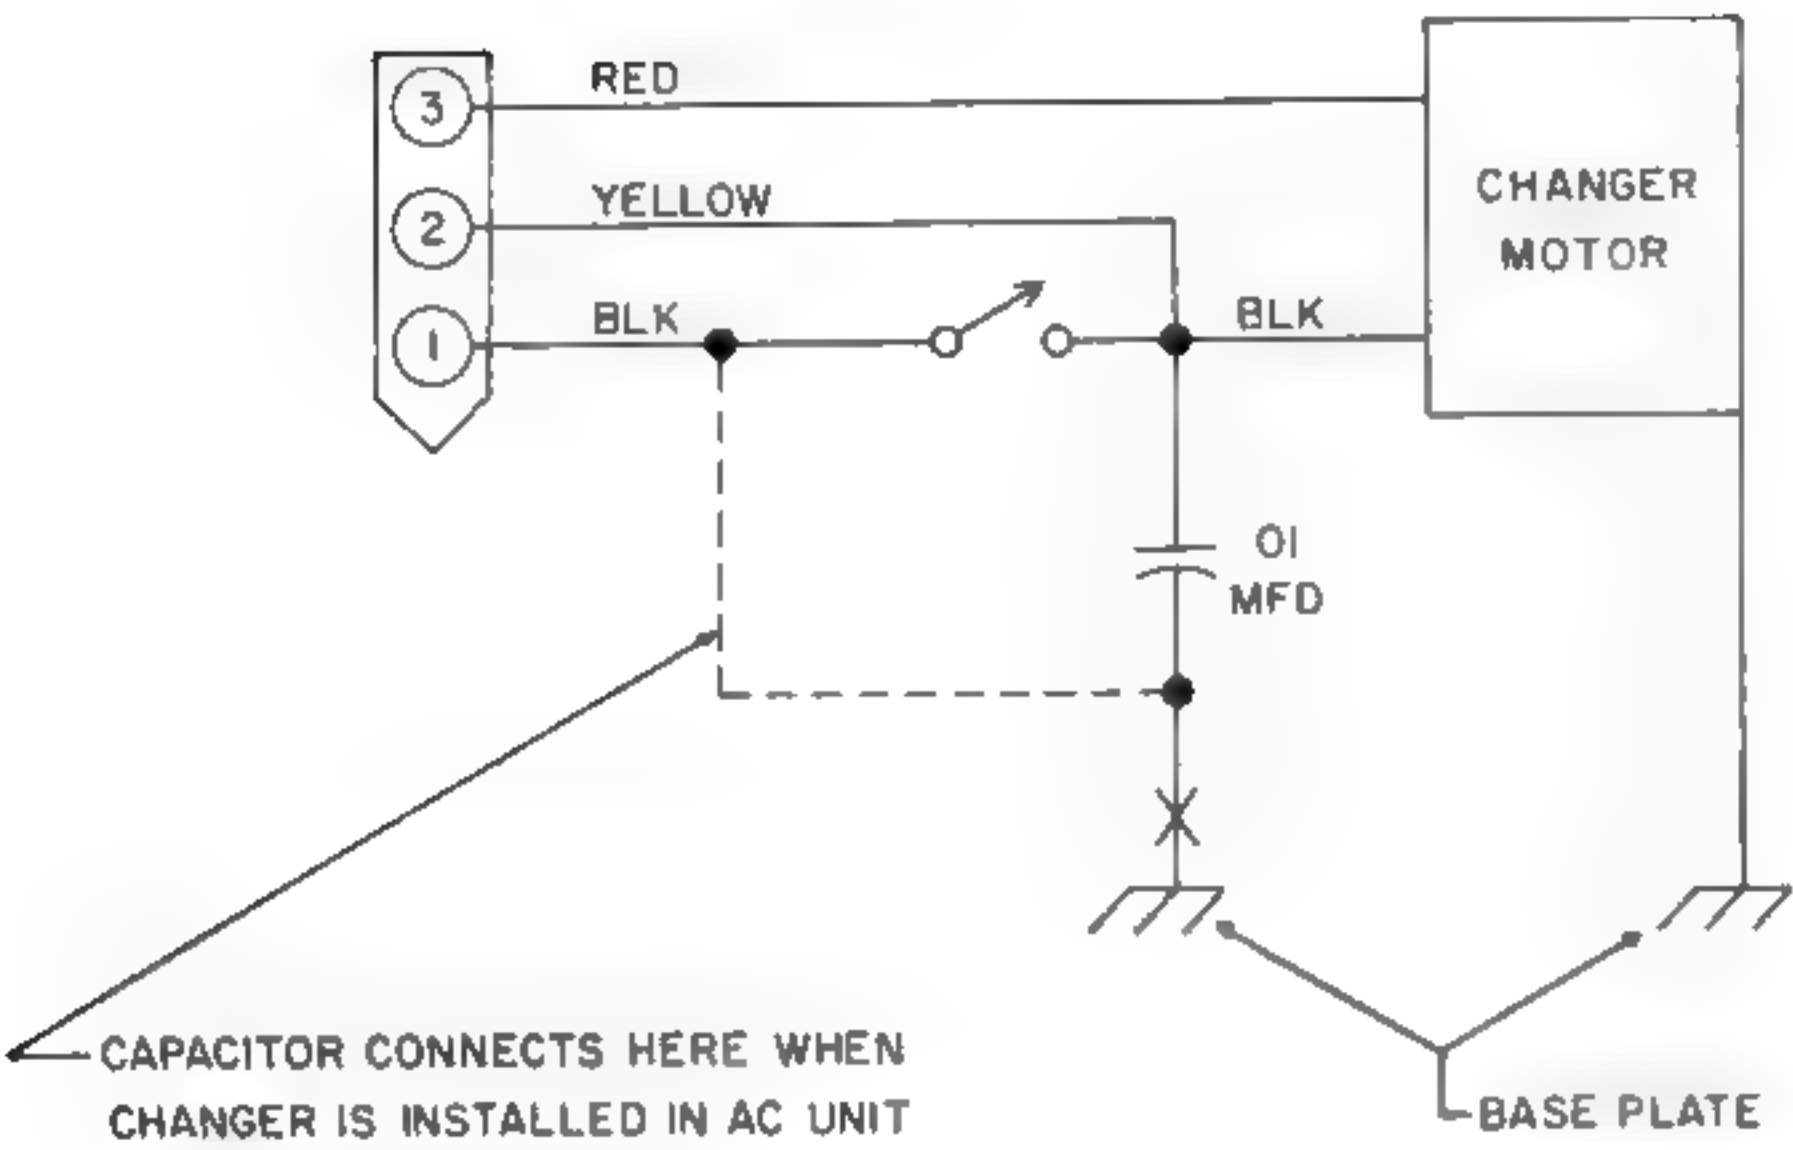 3
RED
2
YELLOW
1
BLK
BLK
CHANGER
MOTOR
01
MFD
CAPACITOR CONNECTS HERE WHEN
CHANGER IS INSTALLED IN AC UNIT
BASE PLATE